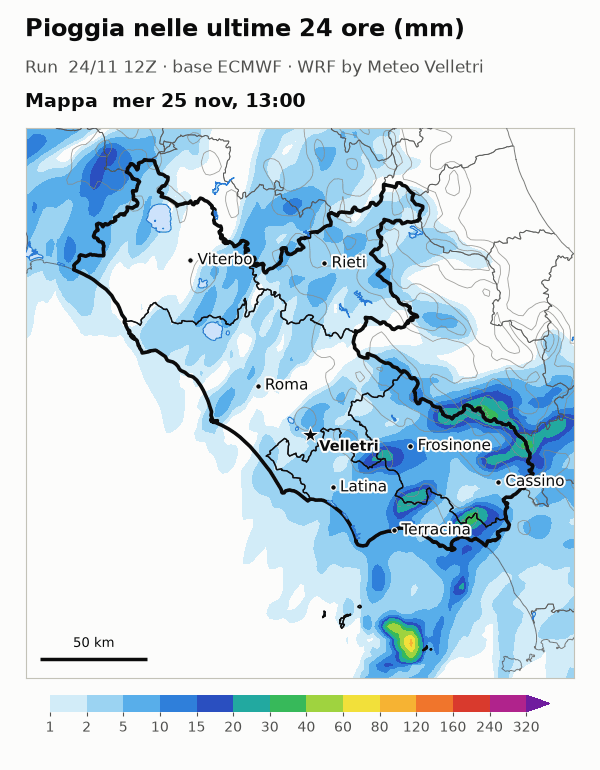 Pioggia nelle ultime 24 ore (mm)
Run  24/11 12Z · base ECMWF · WRF by Meteo Velletri
Mappa  mer 25 nov, 13:00
Viterbo
Rieti
Roma
Velletri
Frosinone
Latina
Cassino
Terracina
50 km
1 2 5 10 15 20 30 40 60 80 120 160 240 320